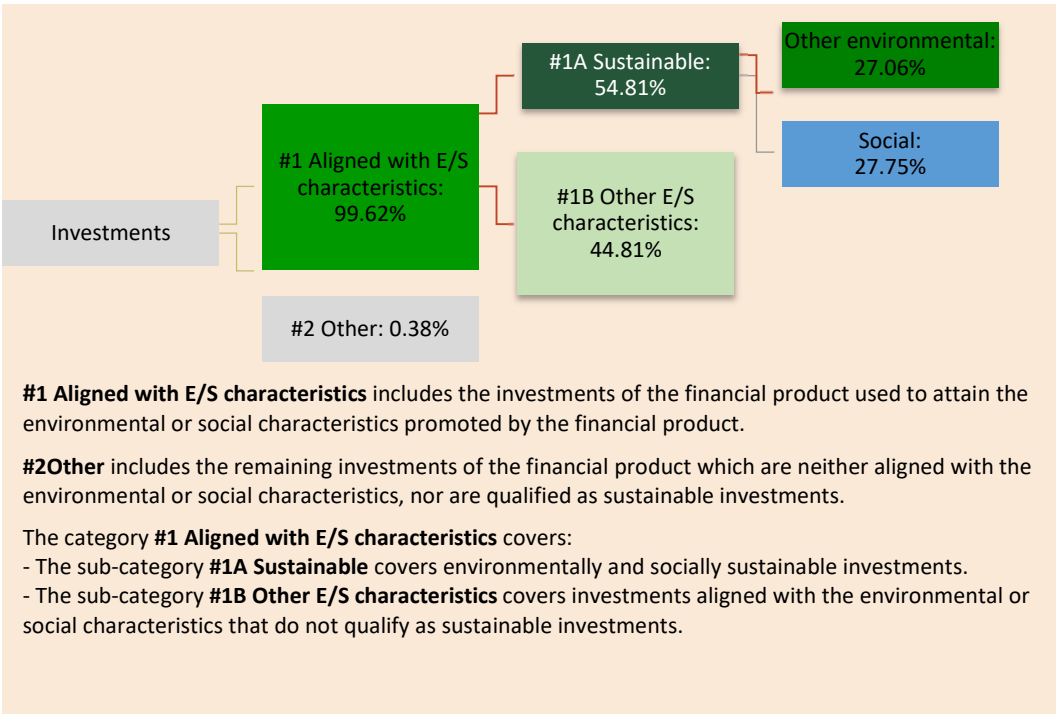 Investments
#1 Aligned with E/S
characteristics:
99.62%
#2 Other: 0.38%
#1A Sustainable:
54.81%
#1B Other E/S
characteristics:
44.81%
Other environmental:
27.06%
Social:
27.75%
#1 Aligned with E/S characteristics includes the investments of the financial product used to attain the
environmental or social characteristics promoted by the financial product.
#2Other includes the remaining investments of the financial product which are neither aligned with the
environmental or social characteristics, nor are qualified as sustainable investments.
The category #1 Aligned with E/S characteristics covers:
- The sub-category #1A Sustainable covers environmentally and socially sustainable investments.
- The sub-category #1B Other E/S characteristics covers investments aligned with the environmental or
social characteristics that do not qualify as sustainable investments.